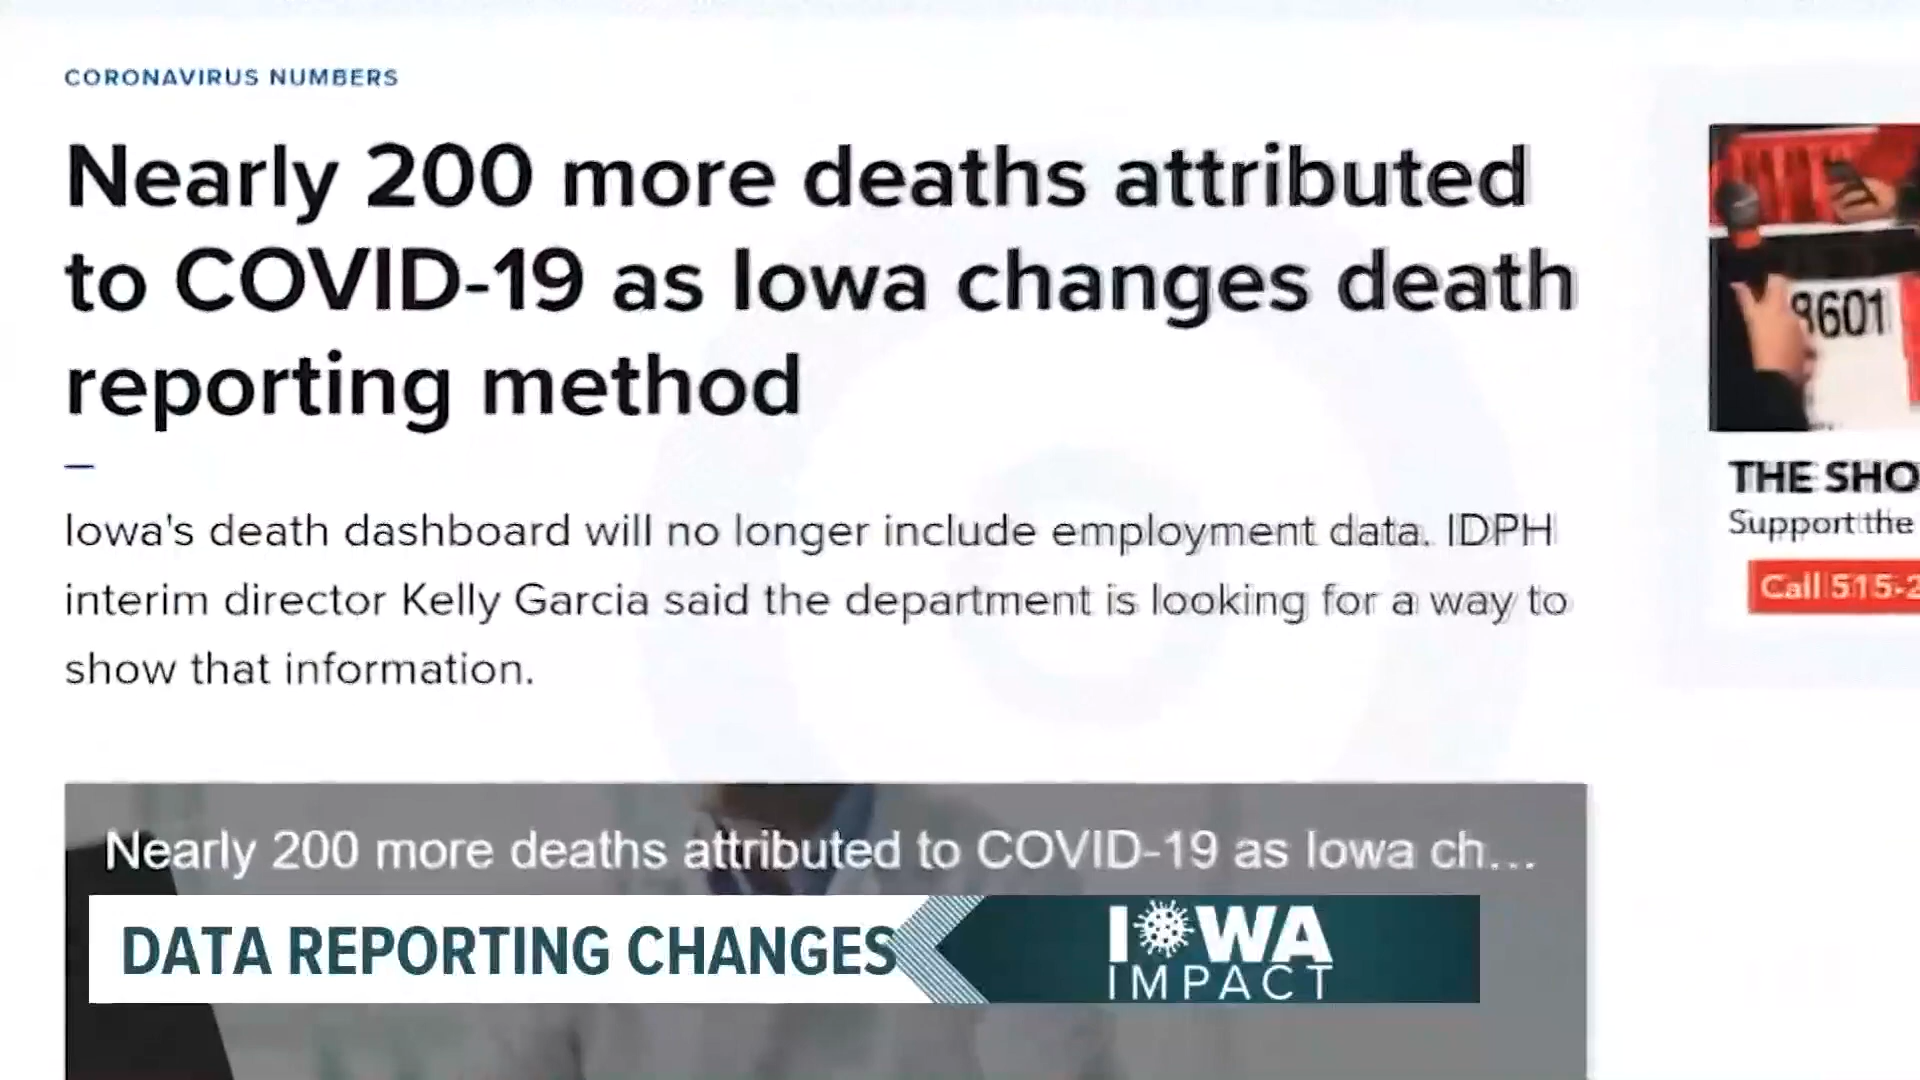 CORONAVIRUS NUMBERS
Nearly 200 more deaths attributed
to COVID-19 as Iowa changes death
reporting method
Iowa's death dashboard will no longer include employment data. IDPH
interim director Kelly Garcia said the department is looking for a way to
show that information.
8601
THE SHO
Support the
Call 515-2
Nearly 200 more deaths attributed to COVID-19 as Iowa ch...
DATA REPORTING CHANGES
IOWA
IMPACT